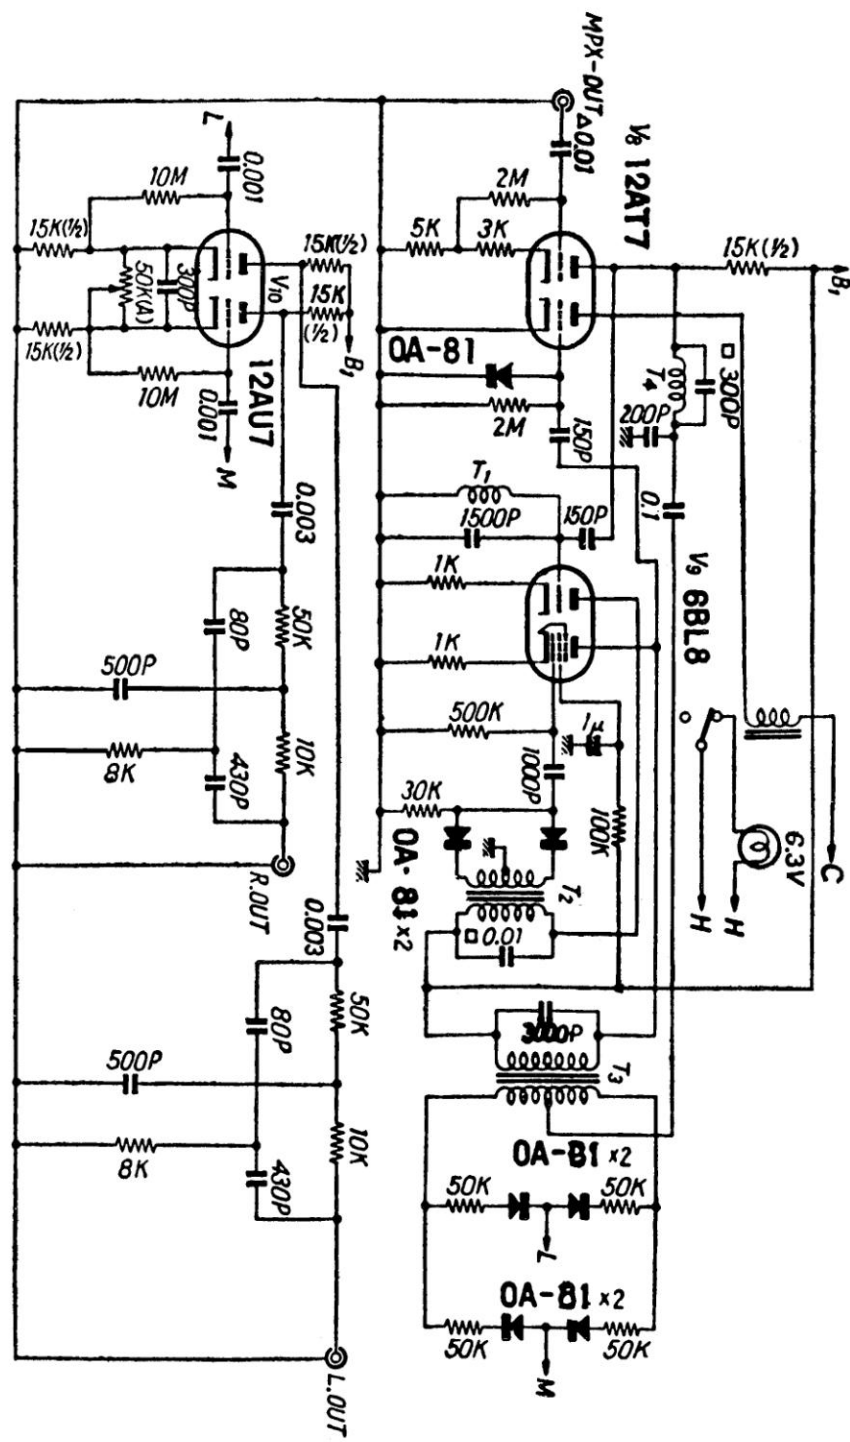 MPX-OUT
△0.01
V8 12AT7
2M
5K
3K
15K(½)
B1
0A-81
2M
150P
T4
□ 300P
200P
0.1
T1
1500P
150P
V9 6BL8
1K
1K
500K
1μ
1000P
100K
30K
0A-81×2
T2
□ 0.01
6.3V
C
H
H
3000P
T3
0A-81×2
50K
50K
L
0A-81×2
50K
50K
M
L
0.001
10M
15K(½)
15K(½)
50K(A)
300P
V10
15K(½)
15K
(½)
B1
10M
0.001
M
12AU7
0.003
80P
50K
500P
8K
430P
10K
R.OUT
0.003
80P
50K
500P
8K
430P
10K
L.OUT